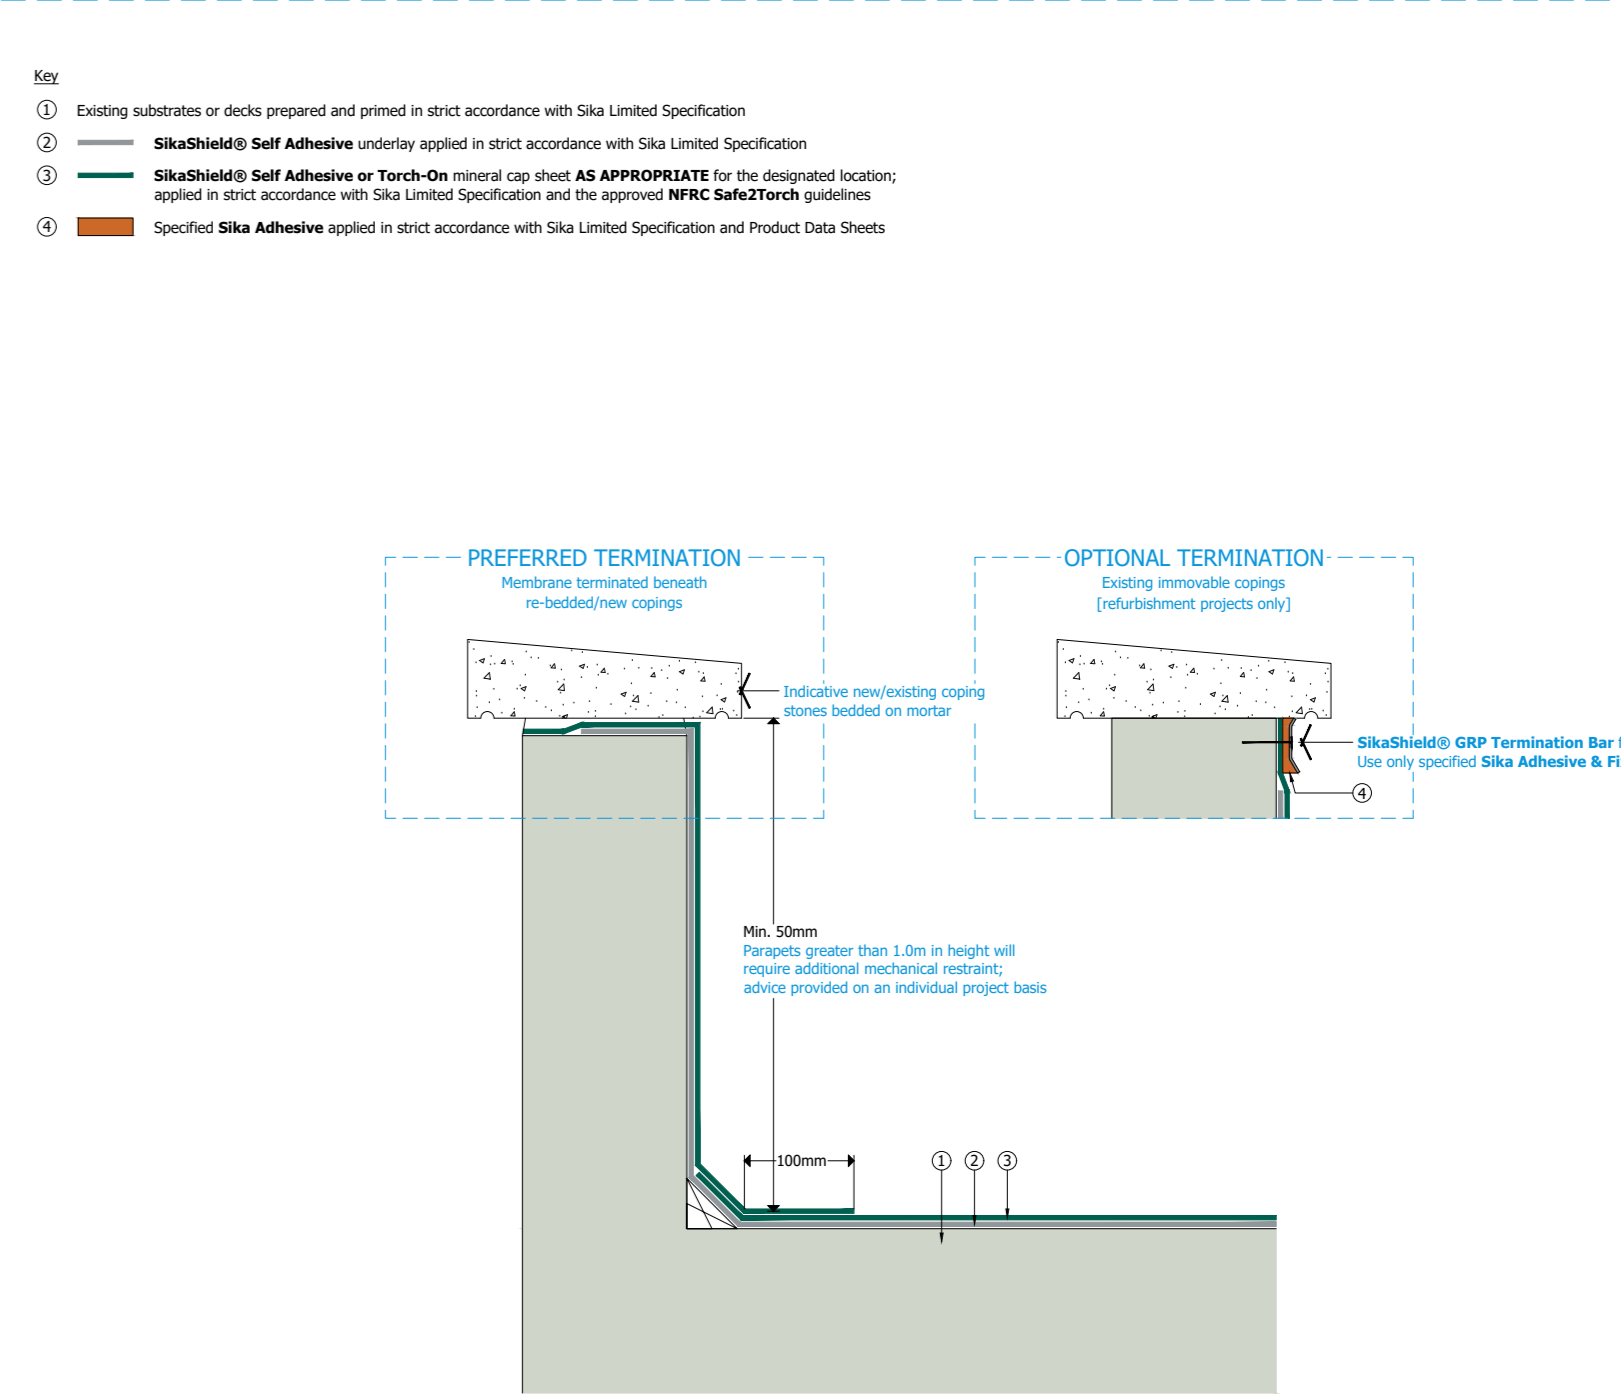 Key
1 Existing substrates or decks prepared and primed in strict accordance with Sika Limited Specification
2 SikaShield® Self Adhesive underlay applied in strict accordance with Sika Limited Specification
3 SikaShield® Self Adhesive or Torch-On mineral cap sheet AS APPROPRIATE for the designated location;
applied in strict accordance with Sika Limited Specification and the approved NFRC Safe2Torch guidelines
4 Specified Sika Adhesive applied in strict accordance with Sika Limited Specification and Product Data Sheets
PREFERRED TERMINATION
Membrane terminated beneath
re-bedded/new copings
OPTIONAL TERMINATION
Existing immovable copings
[refurbishment projects only]
Indicative new/existing coping
stones bedded on mortar
SikaShield® GRP Termination Bar
Use only specified Sika Adhesive &
4
Min. 50mm
Parapets greater than 1.0m in height will
require additional mechanical restraint;
advice provided on an individual project basis
100mm
1 2 3